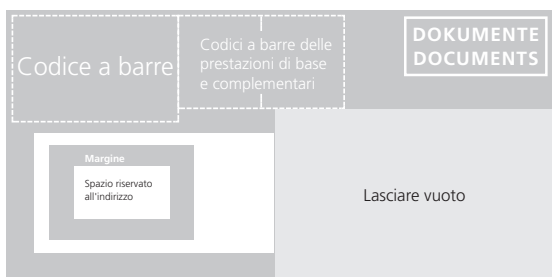 Codice a barre
Codici a barre delle
prestazioni di base
e complementari
DOKUMENTE
DOCUMENTS
Margine
Spazio riservato
all'indirizzo
Lasciare vuoto